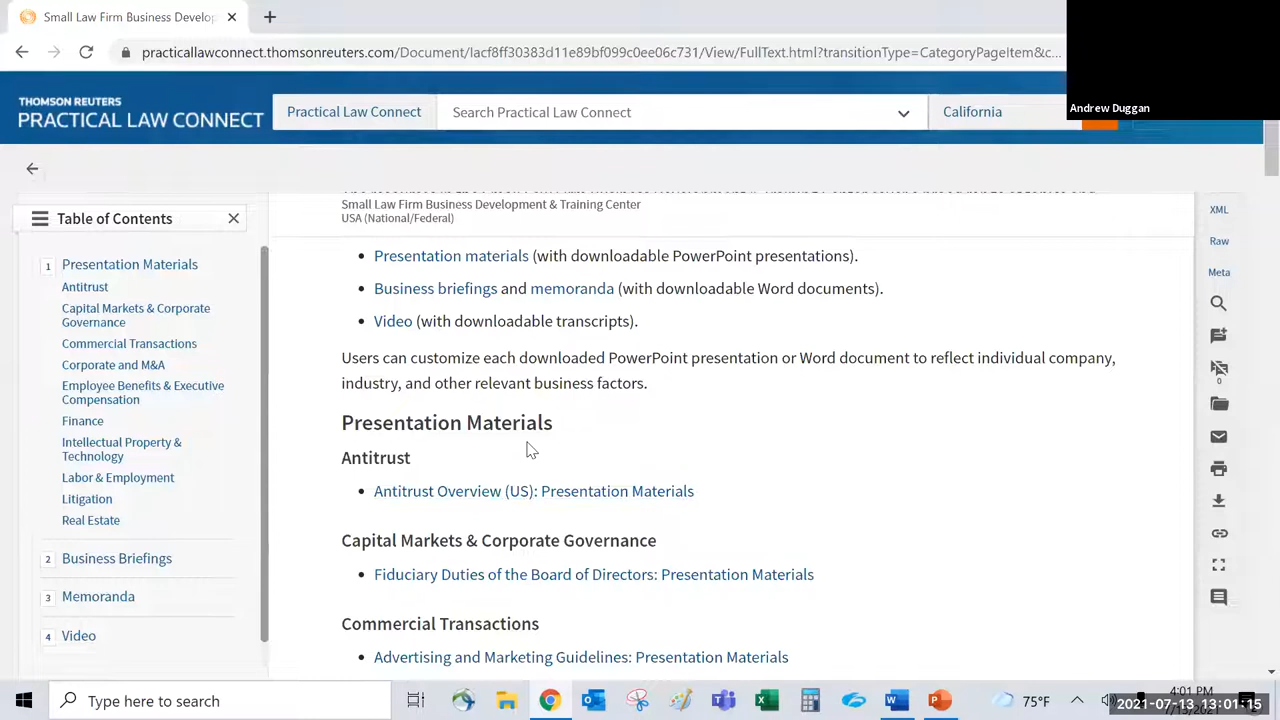 Small Law Firm Business Develop
practicallawconnect.thomsonreuters.com/Document/Iacf8ff30383d11e89bf099c0ee06c731/View/FullText.html?transitionType=CategoryPageItem&c...
Andrew Duggan
THOMSON REUTERS
PRACTICAL LAW CONNECT
Practical Law Connect
Search Practical Law Connect
California
Table of Contents
1 Presentation Materials
Antitrust
Capital Markets & Corporate
Governance
Commercial Transactions
Corporate and M&A
Employee Benefits & Executive
Compensation
Finance
Intellectual Property &
Technology
Labor & Employment
Litigation
Real Estate
2 Business Briefings
3 Memoranda
4 Video
Small Law Firm Business Development & Training Center
USA (National/Federal)
• Presentation materials (with downloadable PowerPoint presentations).
• Business briefings and memoranda (with downloadable Word documents).
• Video (with downloadable transcripts).
Users can customize each downloaded PowerPoint presentation or Word document to reflect individual company,
industry, and other relevant business factors.
Presentation Materials
Antitrust
• Antitrust Overview (US): Presentation Materials
Capital Markets & Corporate Governance
• Fiduciary Duties of the Board of Directors: Presentation Materials
Commercial Transactions
• Advertising and Marketing Guidelines: Presentation Materials
XML
Raw
Meta
0
Type here to search
75°F
4:01 PM
2021-07-13 13:01:15